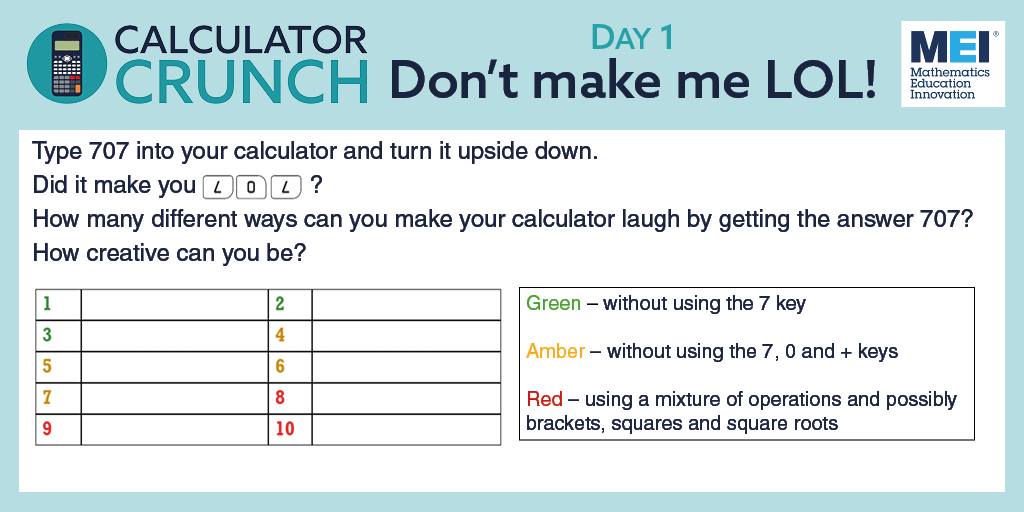 CALCULATOR
CRUNCH
DAY 1
Don't make me LOL!
MEI®
Mathematics
Education
Innovation
Type 707 into your calculator and turn it upside down.
Did it make you L O L ?
How many different ways can you make your calculator laugh by getting the answer 707?
How creative can you be?
1 2
3 4
5 6
7 8
9 10
Green – without using the 7 key
Amber – without using the 7, 0 and + keys
Red – using a mixture of operations and possibly
brackets, squares and square roots